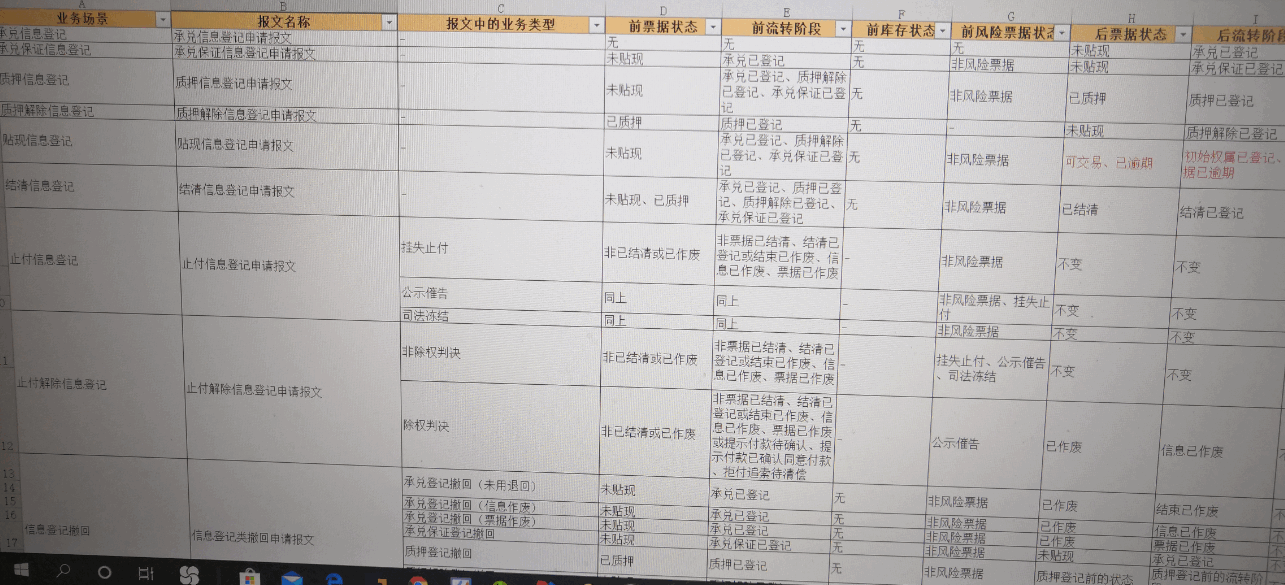 A B C D E F G H I
业务场景 报文名称 报文中的业务类型 前票据状态 前流转阶段 前库存状态 前风险票据状态 后票据状态 后流转阶段
承兑信息登记 承兑信息登记申请报文 - 无 无 无 无 未贴现 承兑已登记
承兑保证信息登记 承兑保证信息登记申请报文 - 未贴现 承兑已登记 无 非风险票据 未贴现 承兑保证已登记
质押信息登记 质押信息登记申请报文 - 未贴现 承兑已登记、质押解除
已登记、承兑保证已登
记 无 非风险票据 已质押 质押已登记
质押解除信息登记 质押解除信息登记申请报文 - 已质押 质押已登记 无 - 未贴现 质押解除已登记
贴现信息登记 贴现信息登记申请报文 - 未贴现 承兑已登记、质押解除
已登记、承兑保证已登
记 无 非风险票据 可交易、已逾期 初始权属已登记、
据已逾期
结清信息登记 结清信息登记申请报文 - 未贴现、已质押 承兑已登记、质押已登
记、质押解除已登记、
承兑保证已登记 无 非风险票据 已结清 结清已登记
止付信息登记 止付信息登记申请报文 挂失止付 非已结清或已作废 非票据已结清、结清已
登记或结束已作废、信
息已作废、票据已作废 - 非风险票据 不变 不变
公示催告 同上 同上 - 非风险票据、挂失止
付 不变 不变
司法冻结 同上 同上 - 非风险票据 不变 不变
止付解除信息登记 止付解除信息登记申请报文 非除权判决 非已结清或已作废 非票据已结清、结清已
登记或结束已作废、信
息已作废、票据已作废 - 挂失止付、公示催告
、司法冻结 不变 不变
12 除权判决 非已结清或已作废 非票据已结清、结清已
登记或结束已作废、信
息已作废、票据已作废
或提示付款待确认、提
示付款已确认同意付款
、拒付追索待清偿 - 公示催告 已作废 信息已作废
13
14 信息登记撤回 信息登记类撤回申请报文 承兑登记撤回（未用退回） 未贴现 承兑已登记 无 非风险票据 已作废 结束已作废
15 承兑登记撤回（信息作废） 未贴现 承兑已登记 无 非风险票据 已作废 信息已作废
16 承兑登记撤回（票据作废） 未贴现 承兑已登记 无 非风险票据 已作废 票据已作废
承兑保证登记撤回 未贴现 承兑保证已登记 无 非风险票据 未贴现 承兑已登记
17 质押登记撤回 已质押 质押已登记 无 非风险票据 质押登记前的状态 质押登记前的流转阶